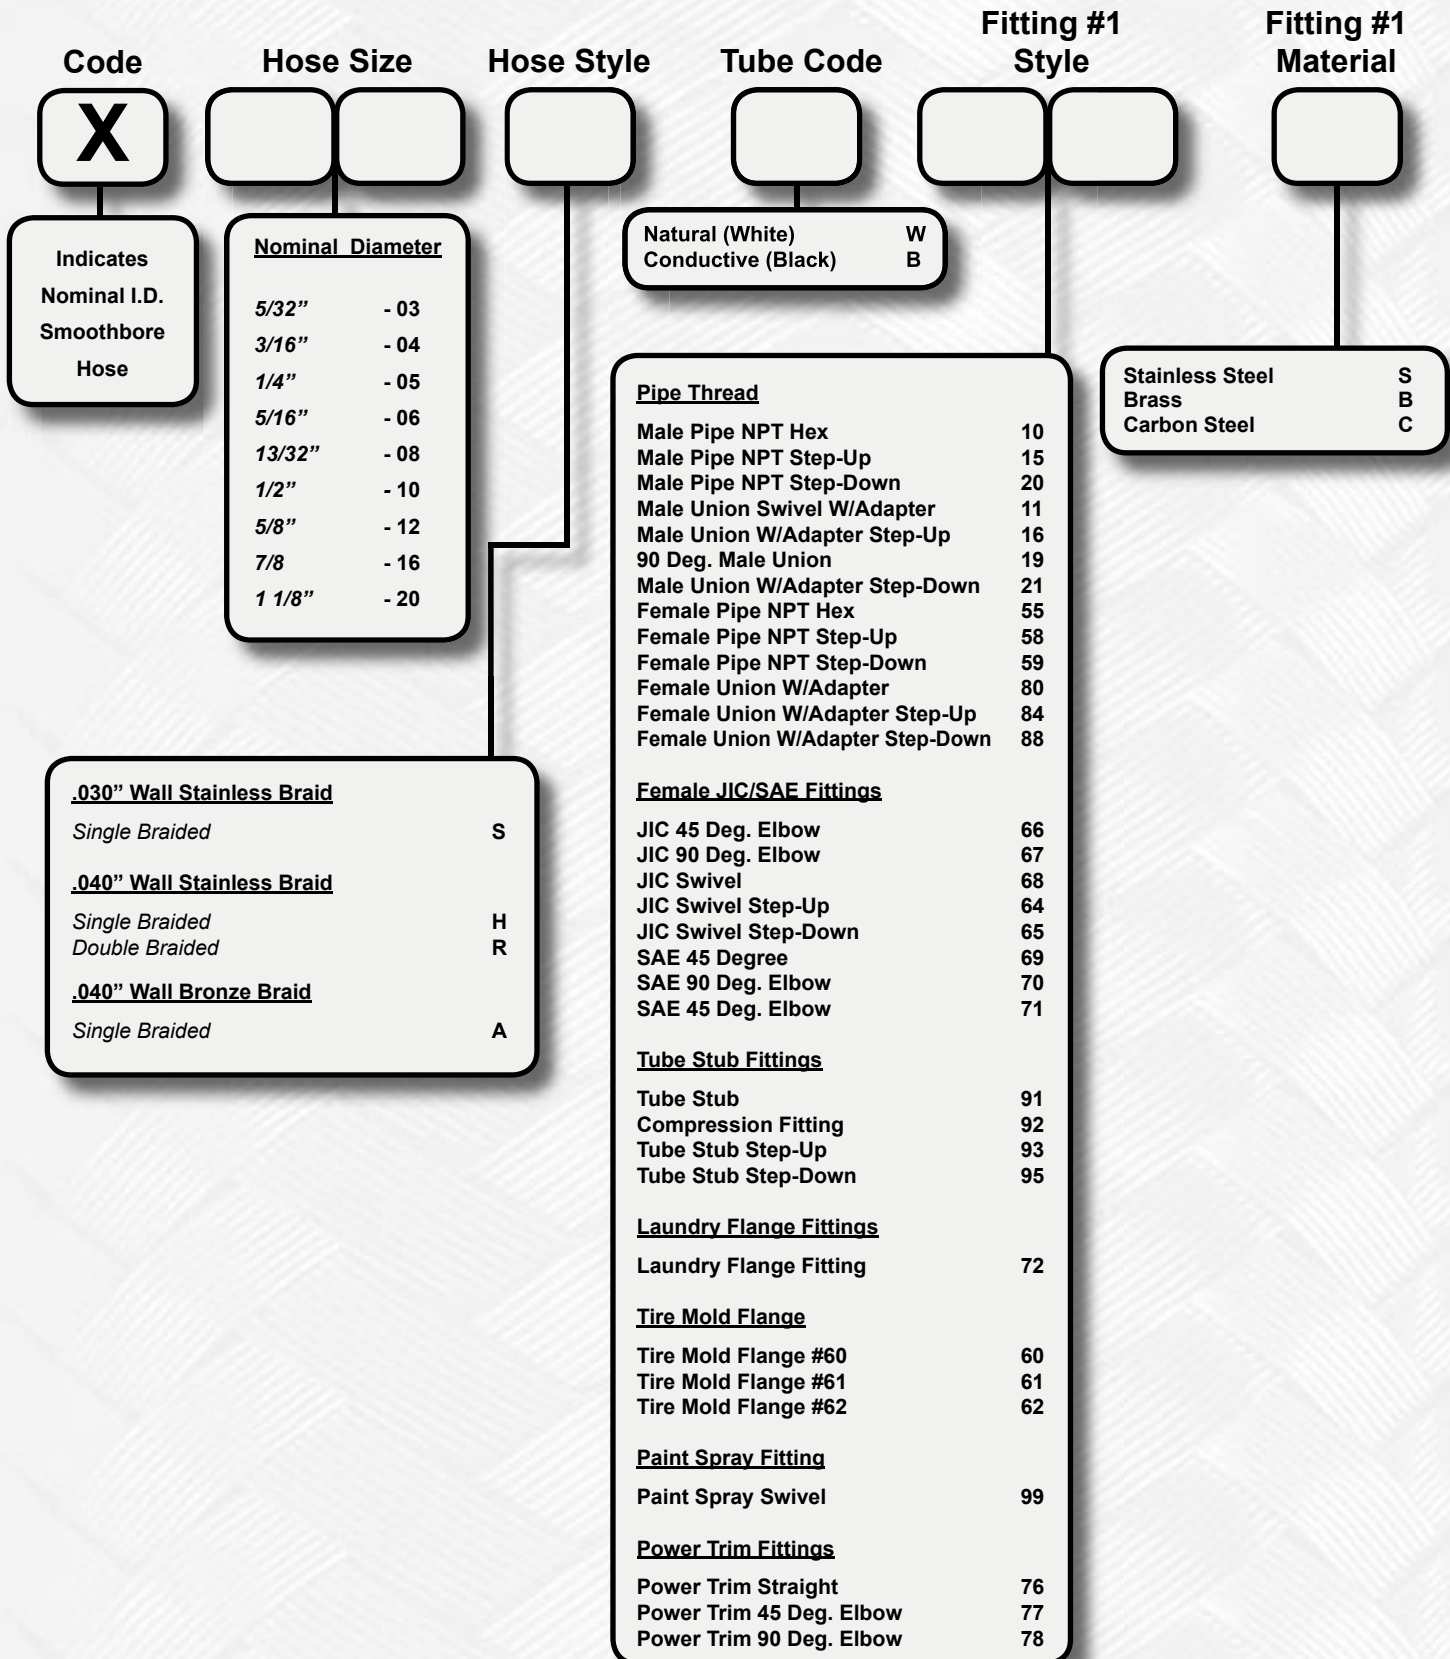 Code
Hose Size
Hose Style
Tube Code
Fitting #1
Style
Fitting #1
Material
X
Indicates
Nominal I.D.
Smoothbore
Hose
Nominal Diameter
5/32” - 03
3/16” - 04
1/4” - 05
5/16” - 06
13/32” - 08
1/2” - 10
5/8” - 12
7/8 - 16
1 1/8” - 20
.030” Wall Stainless Braid
Single Braided S
.040” Wall Stainless Braid
Single Braided H
Double Braided R
.040” Wall Bronze Braid
Single Braided A
Natural (White) W
Conductive (Black) B
Pipe Thread
Male Pipe NPT Hex 10
Male Pipe NPT Step-Up 15
Male Pipe NPT Step-Down 20
Male Union Swivel W/Adapter 11
Male Union W/Adapter Step-Up 16
90 Deg. Male Union 19
Male Union W/Adapter Step-Down 21
Female Pipe NPT Hex 55
Female Pipe NPT Step-Up 58
Female Pipe NPT Step-Down 59
Female Union W/Adapter 80
Female Union W/Adapter Step-Up 84
Female Union W/Adapter Step-Down 88
Female JIC/SAE Fittings
JIC 45 Deg. Elbow 66
JIC 90 Deg. Elbow 67
JIC Swivel 68
JIC Swivel Step-Up 64
JIC Swivel Step-Down 65
SAE 45 Degree 69
SAE 90 Deg. Elbow 70
SAE 45 Deg. Elbow 71
Tube Stub Fittings
Tube Stub 91
Compression Fitting 92
Tube Stub Step-Up 93
Tube Stub Step-Down 95
Laundry Flange Fittings
Laundry Flange Fitting 72
Tire Mold Flange
Tire Mold Flange #60 60
Tire Mold Flange #61 61
Tire Mold Flange #62 62
Paint Spray Fitting
Paint Spray Swivel 99
Power Trim Fittings
Power Trim Straight 76
Power Trim 45 Deg. Elbow 77
Power Trim 90 Deg. Elbow 78
Stainless Steel S
Brass B
Carbon Steel C